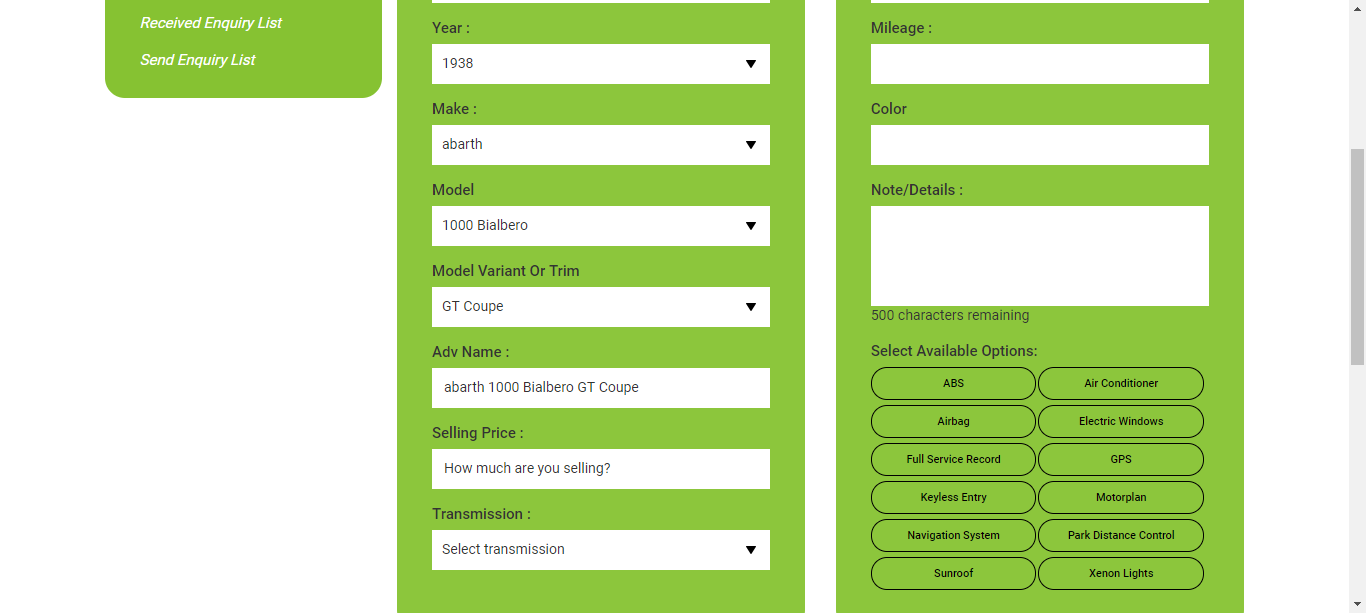 Received Enquiry List
Send Enquiry List
Year :
1938
Make :
abarth
Model
1000 Bialbero
Model Variant Or Trim
GT Coupe
Adv Name :
abarth 1000 Bialbero GT Coupe
Selling Price :
How much are you selling?
Transmission :
Select transmission
Mileage :
Color
Note/Details :
500 characters remaining
Select Available Options:
ABS
Air Conditioner
Airbag
Electric Windows
Full Service Record
GPS
Keyless Entry
Motorplan
Navigation System
Park Distance Control
Sunroof
Xenon Lights